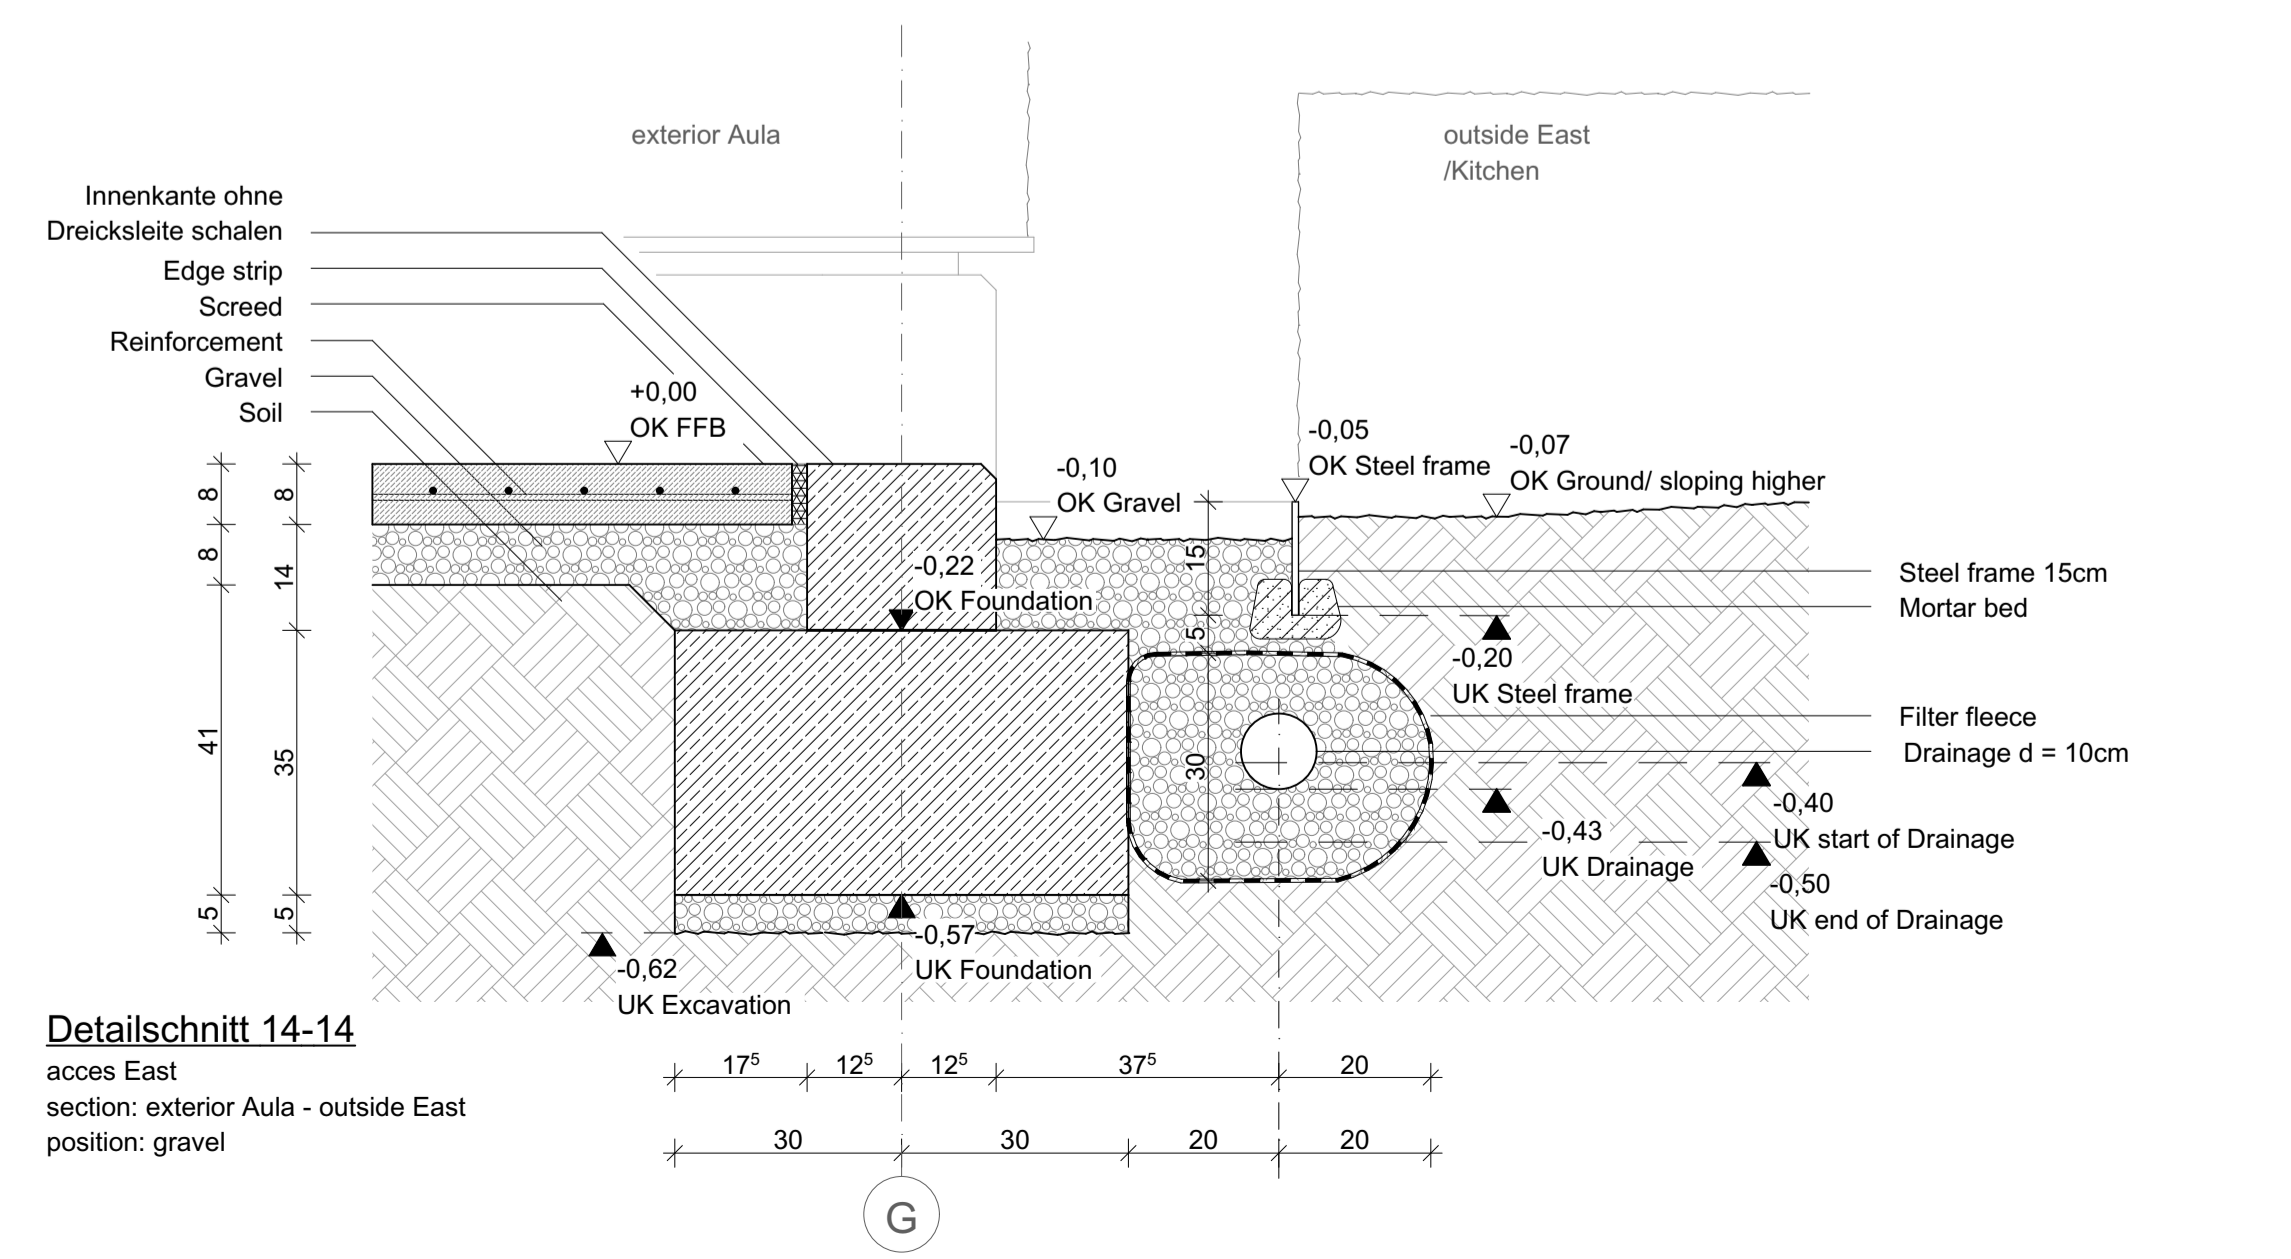 exterior Aula
outside East
/Kitchen
Innenkante ohne
Dreicksleite schalen
Edge strip
Screed
Reinforcement
Gravel
Soil
+0,00
OK FFB
-0,10
OK Gravel
-0,05
OK Steel frame
-0,07
OK Ground/ sloping higher
-0,22
OK Foundation
8
8
41
5
8
14
35
5
15
5
30
Steel frame 15cm
Mortar bed
-0,20
UK Steel frame
Filter fleece
Drainage d = 10cm
-0,40
UK start of Drainage
-0,43
UK Drainage
-0,50
UK end of Drainage
-0,57
UK Foundation
-0,62
UK Excavation
Detailschnitt 14-14
acces East
section: exterior Aula - outside East
position: gravel
17⁵ 12⁵ 12⁵ 37⁵ 20
30 30 20 20
G